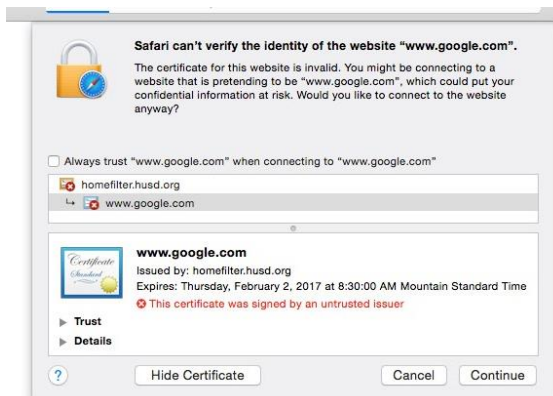 Safari can't verify the identity of the website “www.google.com”.
The certificate for this website is invalid. You might be connecting to a
website that is pretending to be “www.google.com”, which could put your
confidential information at risk. Would you like to connect to the website
anyway?
Always trust “www.google.com” when connecting to “www.google.com”
homefilter.husd.org
www.google.com
Certificate
Standard
www.google.com
Issued by: homefilter.husd.org
Expires: Thursday, February 2, 2017 at 8:30:00 AM Mountain Standard Time
This certificate was signed by an untrusted issuer
Trust
Details
?
Hide Certificate
Cancel
Continue